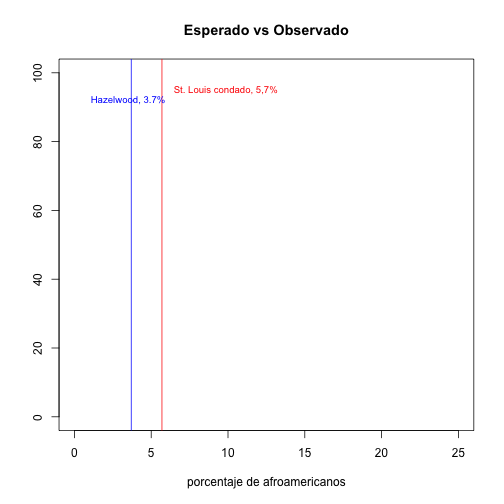 Esperado vs Observado
St. Louis condado, 5,7%
Hazelwood, 3.7%
100
80
60
40
20
0
0 5 10 15 20 25
porcentaje de afroamericanos